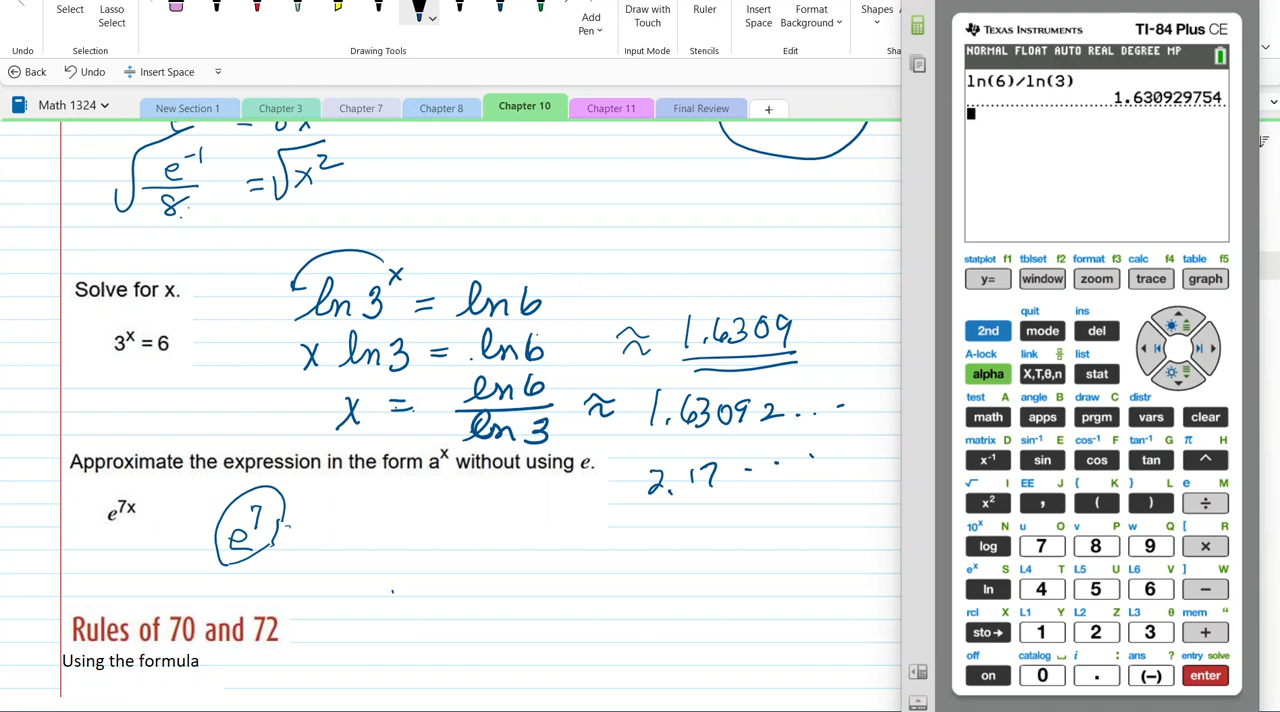 Select Lasso Select Add Pen Draw with Touch Ruler Insert Space Format Background Shapes
Undo Selection Drawing Tools Input Mode Stencils Edit
Back Undo Insert Space
Math 1324 New Section 1 Chapter 3 Chapter 7 Chapter 8 Chapter 10 Chapter 11 Final Review +
√ e⁻¹/8 = √x²
Solve for x.
3ˣ = 6
ln 3ˣ = ln 6
x ln 3 = ln 6 ≈ 1.6309
x = ln 6 / ln 3 ≈ 1.63092...
Approximate the expression in the form aˣ without using e.
2.17...
e⁷ˣ
e⁷
Rules of 70 and 72
Using the formula
TEXAS INSTRUMENTS TI-84 Plus CE
NORMAL FLOAT AUTO REAL DEGREE MP
ln(6)/ln(3)
1.630929754
statplot f1 tblset f2 format f3 calc f4 table f5
y= window zoom trace graph
quit ins
2nd mode del
A-lock link list
alpha X,T,θ,n stat
test A angle B draw C distr
math apps prgm vars clear
matrix D sin⁻¹ E cos⁻¹ F tan⁻¹ G π H
x⁻¹ sin cos tan ^
√ I EE J { K } L e M
x² , ( ) ÷
10ˣ N u O v P w Q [ R
log 7 8 9 ×
eˣ S L4 T L5 U L6 V ] W
ln 4 5 6 −
rcl X L1 Y L2 Z L3 θ mem "
sto→ 1 2 3 +
off catalog i : ans ? entry solve
on 0 . (−) enter